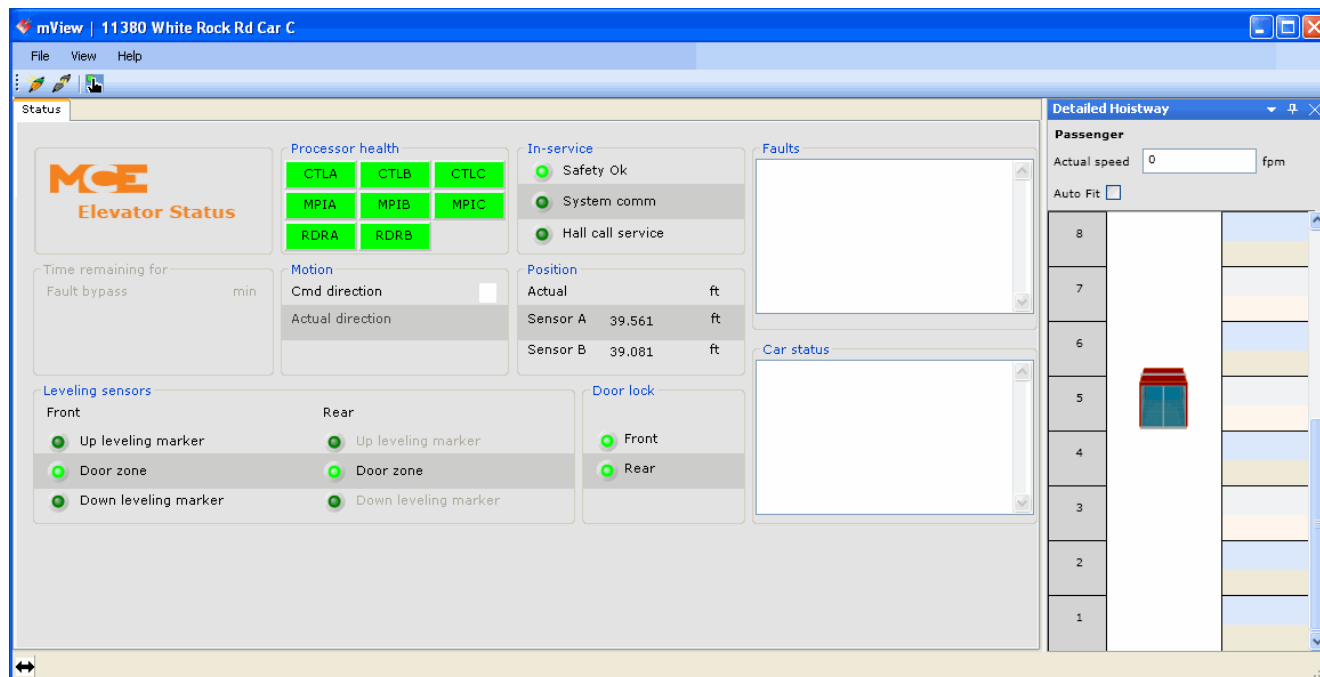 mView | 11380 White Rock Rd Car C
File View Help
Status
MCE
Elevator Status
Processor health
CTLA CTLB CTLC
MPIA MPIB MPIC
RDRA RDRB
In-service
Safety Ok
System comm
Hall call service
Faults
Time remaining for
Fault bypass min
Motion
Cmd direction
Actual direction
Position
Actual ft
Sensor A 39.561 ft
Sensor B 39.081 ft
Car status
Leveling sensors
Front Rear
Up leveling marker Up leveling marker
Door zone Door zone
Down leveling marker Down leveling marker
Door lock
Front
Rear
Detailed Hoistway
Passenger
Actual speed 0 fpm
Auto Fit
8
7
6
5
4
3
2
1